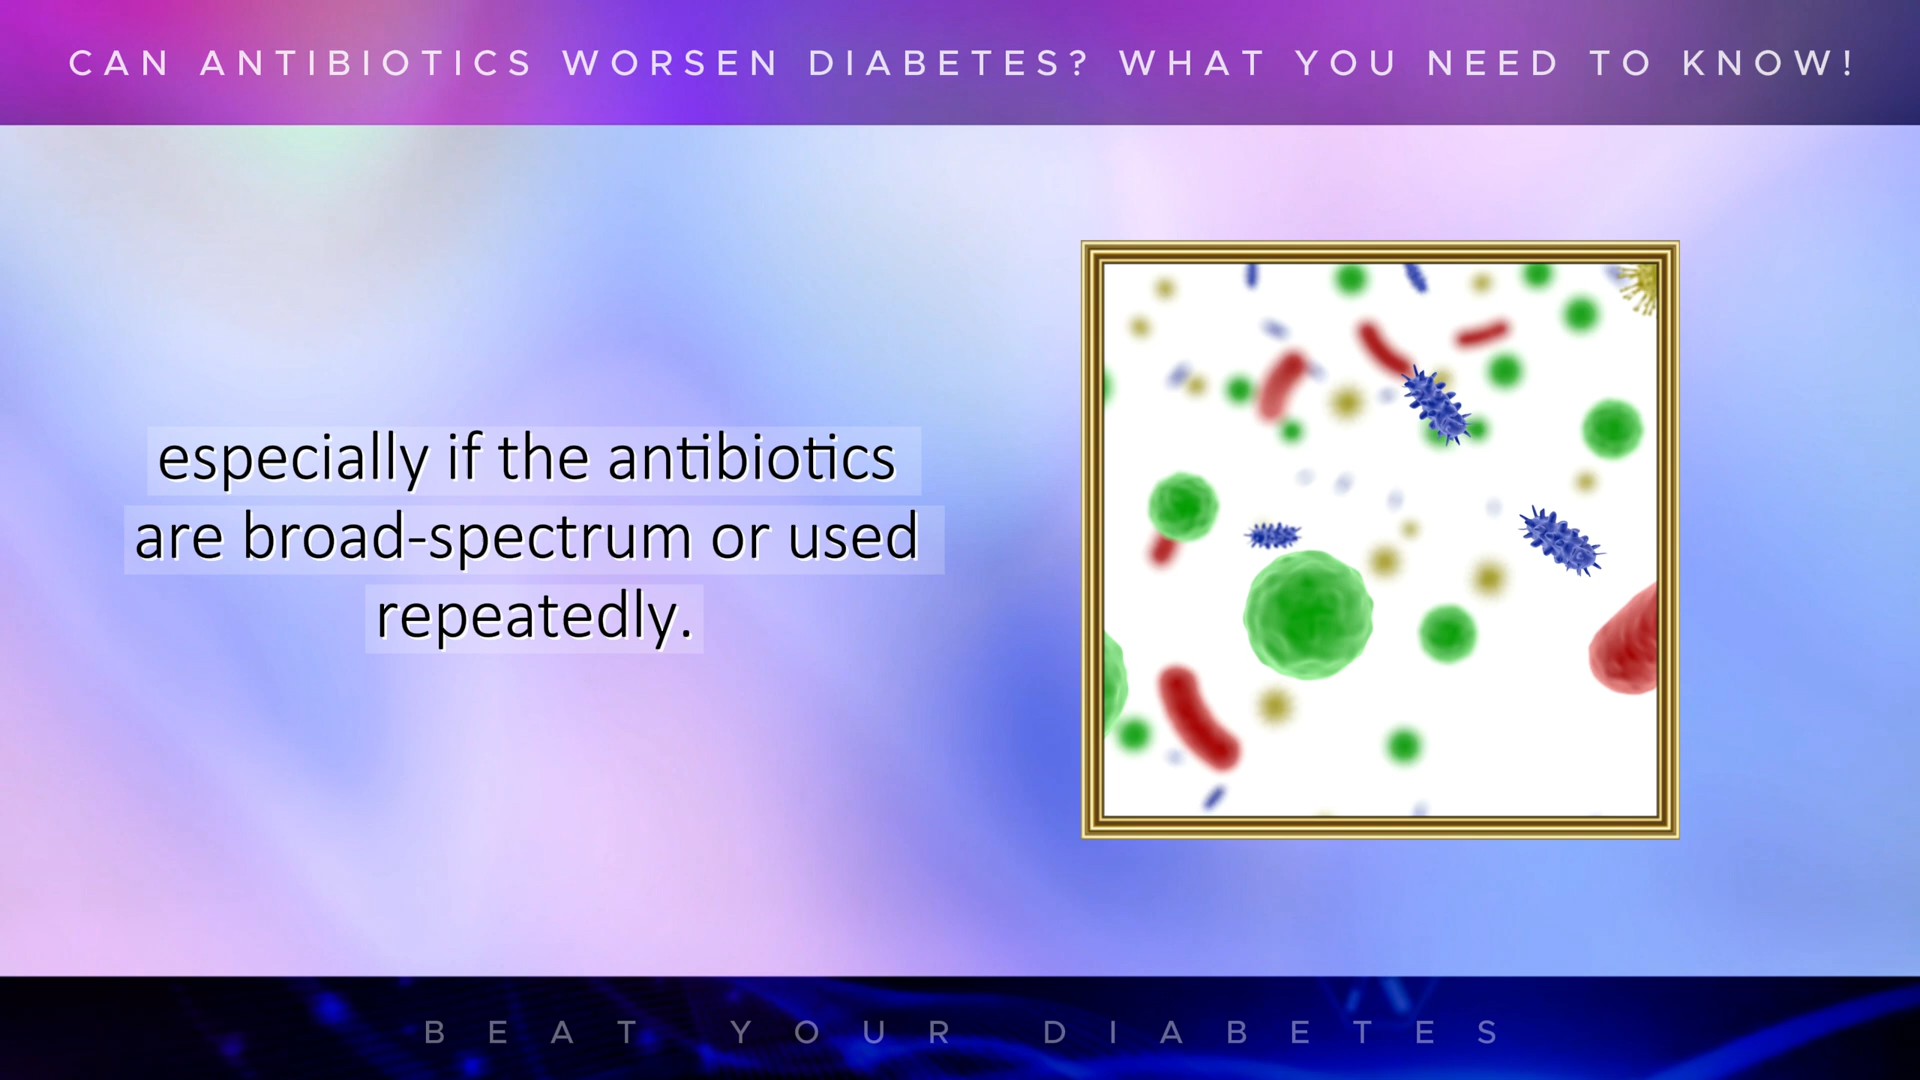 CAN ANTIBIOTICS WORSEN DIABETES? WHAT YOU NEED TO KNOW!
especially if the antibiotics
are broad-spectrum or used
repeatedly.
BEAT YOUR DIABETES